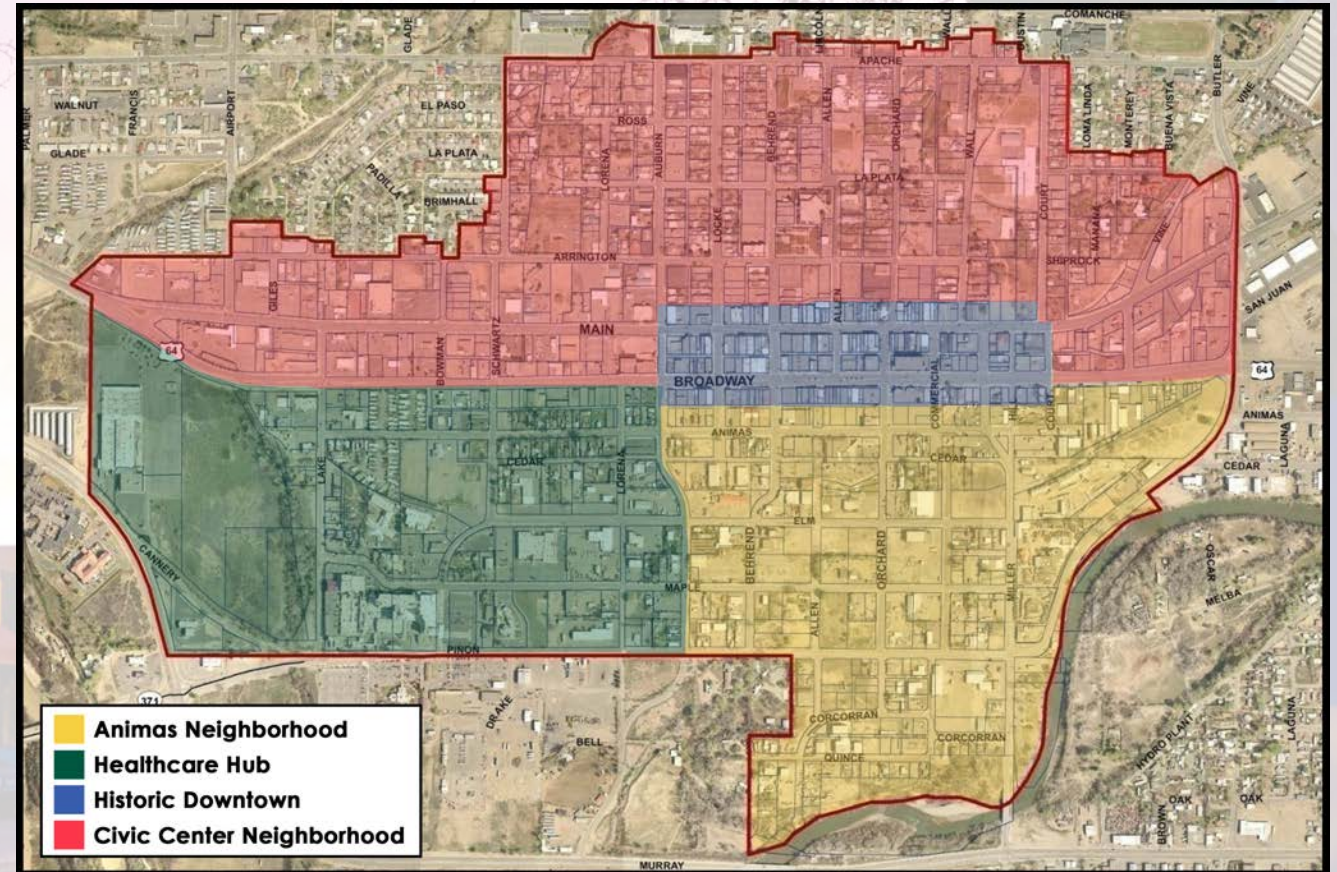 COMANCHE
GLADE
LINCOLN
WALL
DUSTIN
APACHE
BUTLER
VINE
WALNUT
FRANCIS
AIRPORT
EL PASO
PALMER
GLADE
LA PLATA
PADILLA
BRIMHALL
ROSS
LORENA
AUBURN
BEHREND
ALLEN
ORCHARD
WALL
LA PLATA
LOMA LINDA
MONTEREY
BUENA VISTA
COURT
MANANA
VINE
LOCKE
ARRINGTON
SHIPROCK
GILES
SAN JUAN
MAIN
ALLEN
64
BOWMAN
SCHWARTZ
BROADWAY
COMMERCIAL
COURT
64
ANIMAS
LAGUNA
CEDAR
ANIMAS
CEDAR
LAKE
CEDAR
LORENA
ELM
CANNERY
BEHREND
ORCHARD
MAPLE
ALLEN
MILLER
OSCAR
MELBA
PINON
371
DRAKE
BELL
CORCORRAN
CORCORRAN
QUINCE
HYDRO PLANT
LAGUNA
OAK
OAK
BROWN
MURRAY
Animas Neighborhood
Healthcare Hub
Historic Downtown
Civic Center Neighborhood